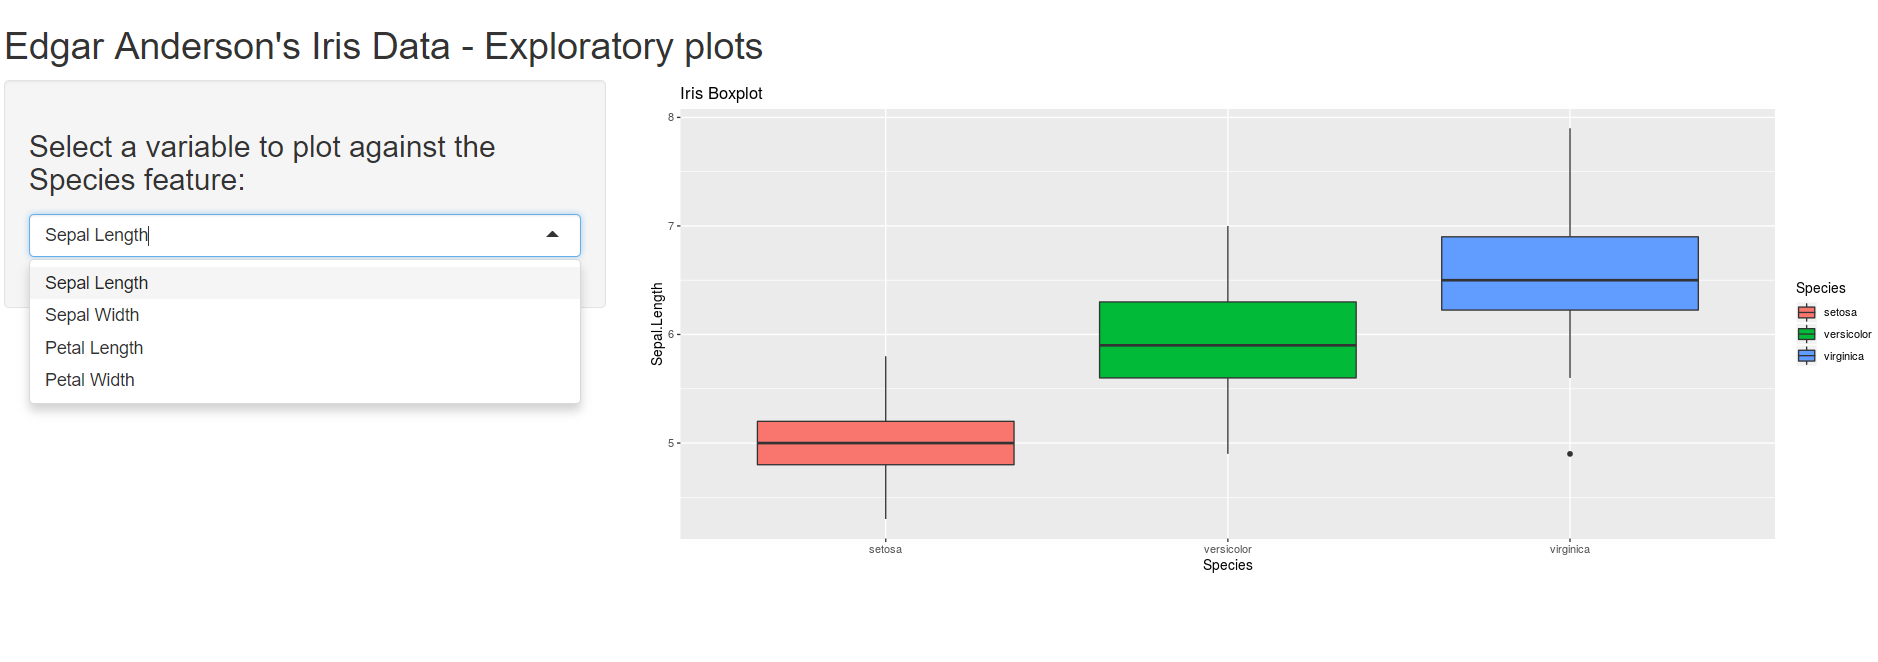 Edgar Anderson's Iris Data - Exploratory plots
Select a variable to plot against the
Species feature:
Sepal Length
Sepal Length
Sepal Width
Petal Length
Petal Width
Iris Boxplot
8
7
6
5
Sepal.Length
setosa
versicolor
virginica
Species
Species
setosa
versicolor
virginica